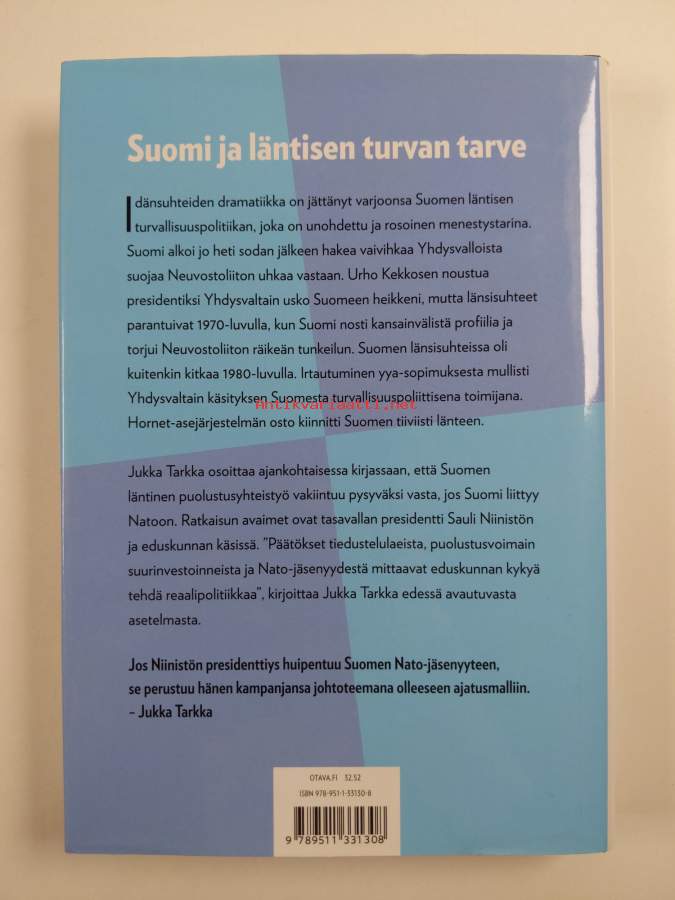 Suomi ja läntisen turvan tarve
Idänsuhteiden dramatiikka on jättänyt varjoonsa Suomen läntisen
turvallisuuspolitiikan, joka on unohdettu ja rosoinen menestystarina.
Suomi alkoi jo heti sodan jälkeen hakea vaivihkaa Yhdysvalloista
suojaa Neuvostoliiton uhkaa vastaan. Urho Kekkosen noustua
presidentiksi Yhdysvaltain usko Suomeen heikkeni, mutta länsisuhteet
parantuivat 1970-luvulla, kun Suomi nosti kansainvälistä profiilia ja
torjui Neuvostoliiton räikeän tunkeilun. Suomen länsisuhteissa oli
kuitenkin kitkaa 1980-luvulla. Irtautuminen yya-sopimuksesta mullisti
Yhdysvaltain käsityksen Suomesta turvallisuuspoliittisena toimijana.
Antikvariaatti.net
Hornet-asejärjestelmän osto kiinnitti Suomen tiiviisti länteen.
Jukka Tarkka osoittaa ajankohtaisessa kirjassaan, että Suomen
läntinen puolustusyhteistyö vakiintuu pysyväksi vasta, jos Suomi liittyy
Natoon. Ratkaisun avaimet ovat tasavallan presidentti Sauli Niinistön
ja eduskunnan käsissä. ”Päätökset tiedustelulaeista, puolustusvoimain
suurinvestoinneista ja Nato-jäsenyydestä mittaavat eduskunnan kykyä
tehdä reaalipolitiikkaa”, kirjoittaa Jukka Tarkka edessä avautuvasta
asetelmasta.
Jos Niinistön presidenttiys huipentuu Suomen Nato-jäsenyyteen,
se perustuu hänen kampanjansa johtoteemana olleeseen ajatusmalliin.
– Jukka Tarkka
OTAVA.FI 32.52
ISBN 978-951-1-33130-8
9 789511 331308